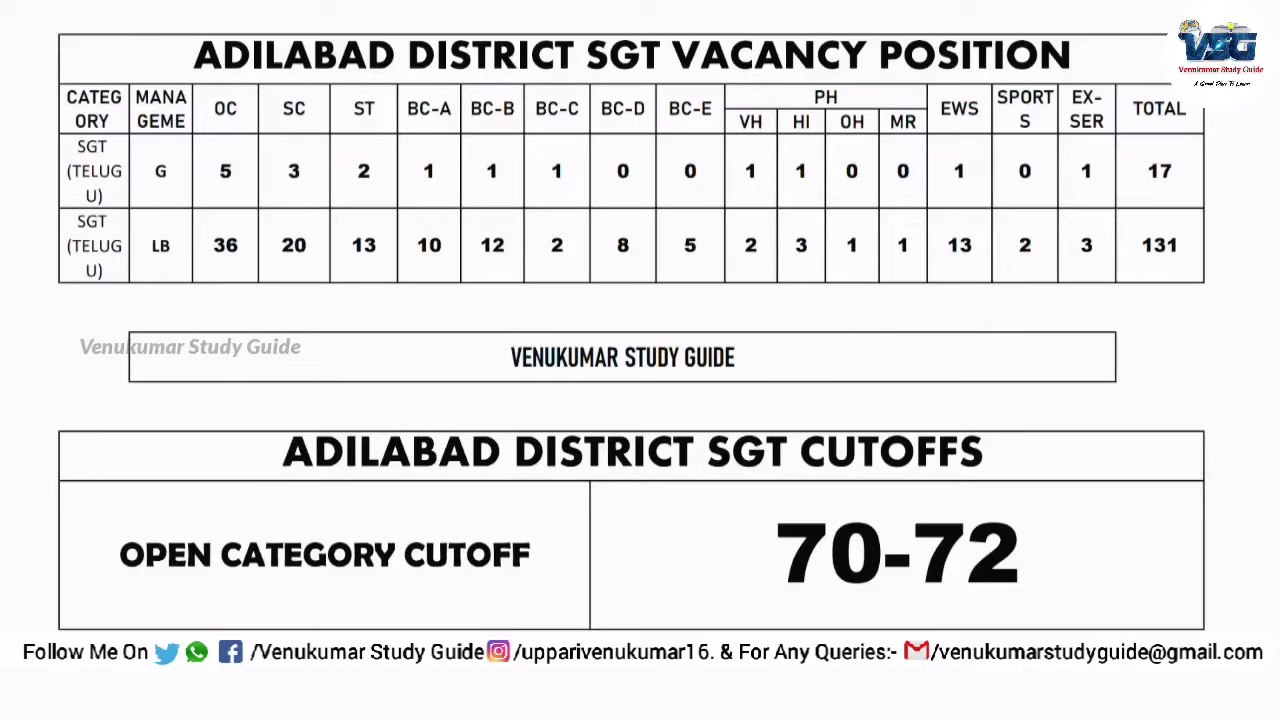 VSG
Venukumar Study Guide
A Great Place To Learn
ADILABAD DISTRICT SGT VACANCY POSITION
CATEG ORY MANA GEME OC SC ST BC-A BC-B BC-C BC-D BC-E PH VH HI OH MR EWS SPORT S EX- SER TOTAL
SGT (TELUG U) G 5 3 2 1 1 1 0 0 1 1 0 0 1 0 1 17
SGT (TELUG U) LB 36 20 13 10 12 2 8 5 2 3 1 1 13 2 3 131
Venukumar Study Guide
VENUKUMAR STUDY GUIDE
ADILABAD DISTRICT SGT CUTOFFS
OPEN CATEGORY CUTOFF 70-72
Follow Me On /Venukumar Study Guide /upparivenukumar16. & For Any Queries:- /venukumarstudyguide@gmail.com